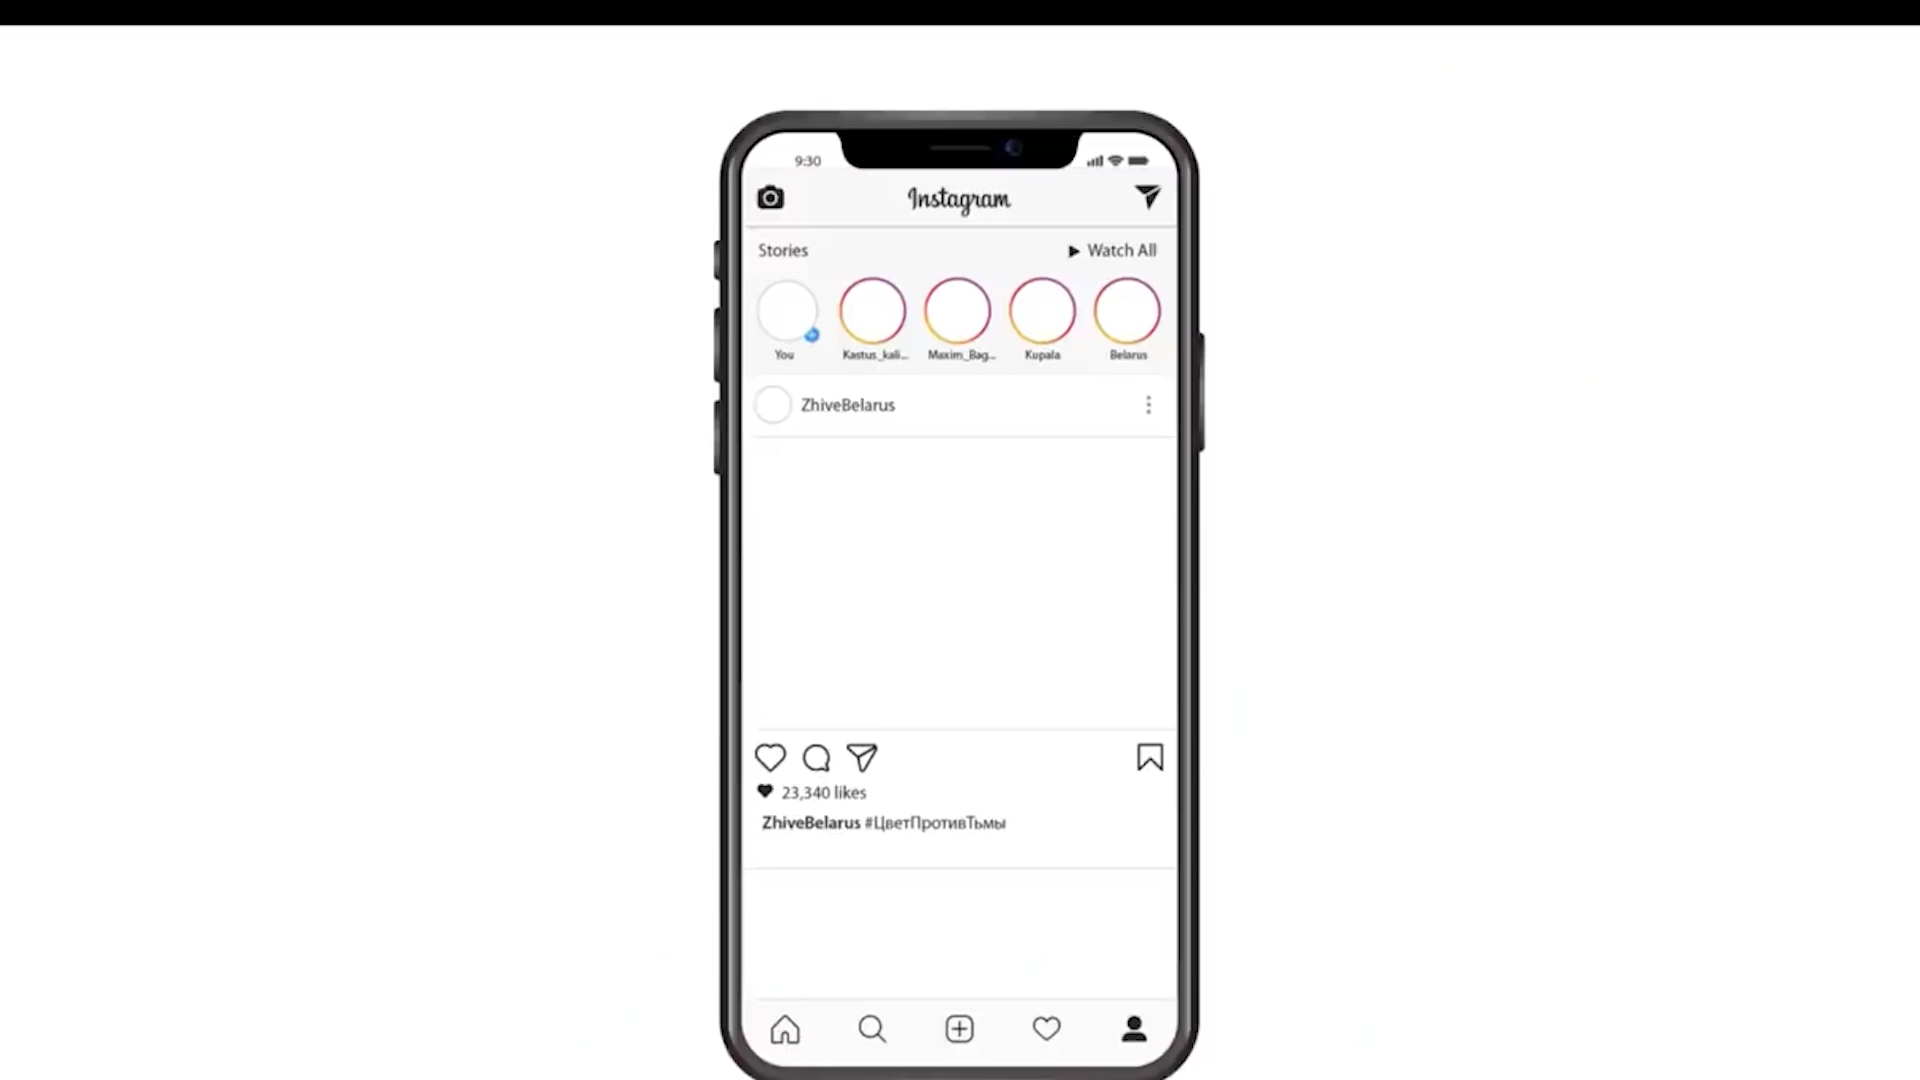 9:30
Instagram
Stories
Watch All
You
Kastus_kali...
Maxim_Bag...
Kupala
Belarus
ZhiveBelarus
23,340 likes
ZhiveBelarus #ЦветПротивТьмы